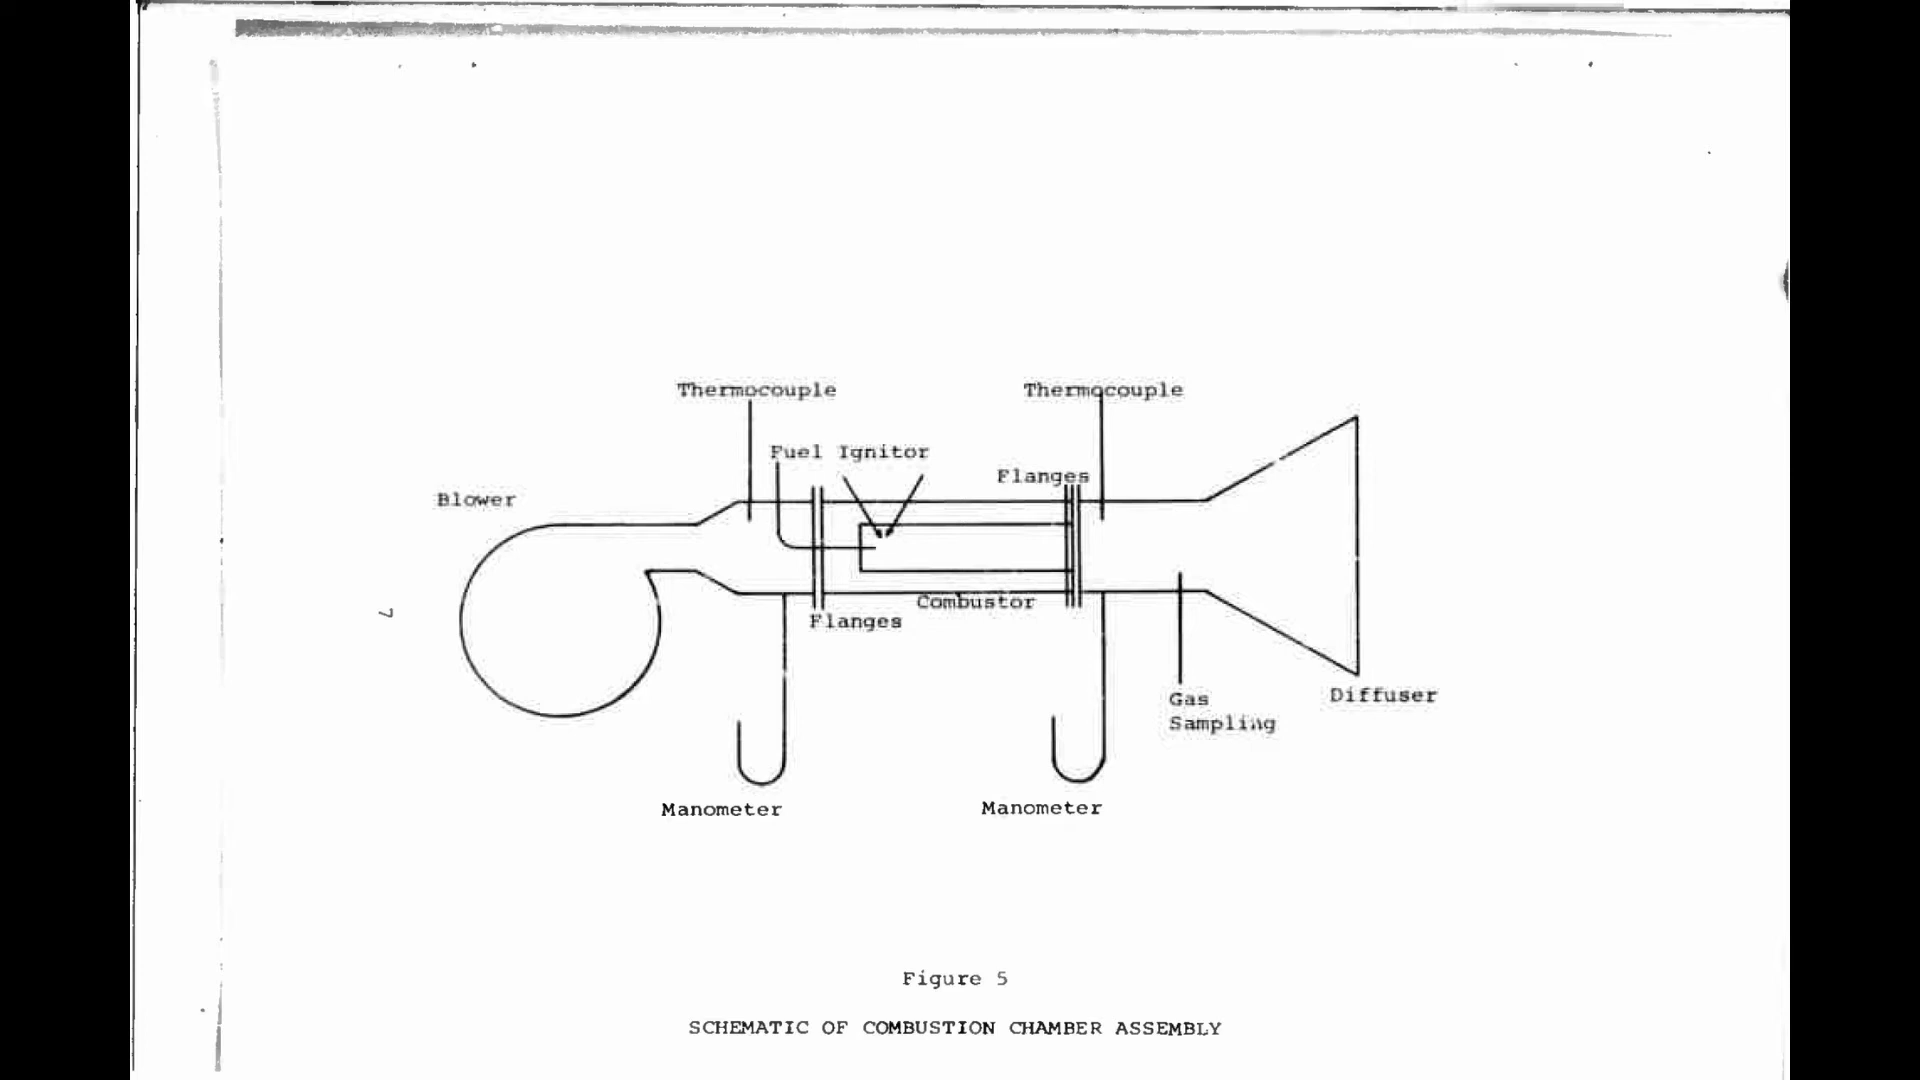 Thermocouple
Thermocouple
Fuel Ignitor
Flanges
Blower
Combustor
Flanges
Gas
Sampling
Diffuser
Manometer
Manometer
7
Figure 5
SCHEMATIC OF COMBUSTION CHAMBER ASSEMBLY